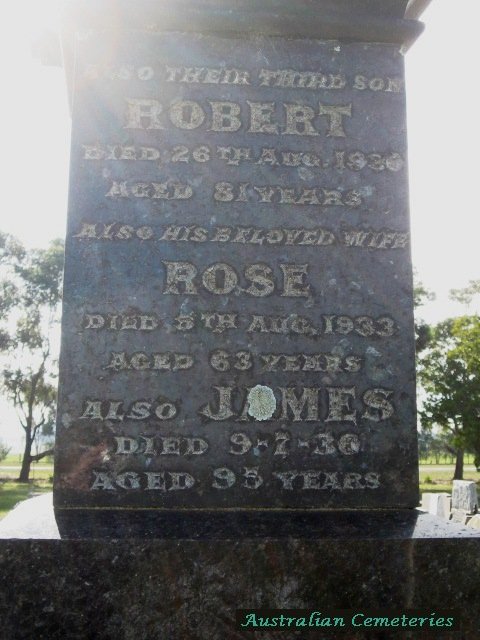 ALSO THEIR THIRD SON
ROBERT
DIED 26TH AUG. 1930
AGED 81 YEARS
ALSO HIS BELOVED WIFE
ROSE
DIED 5TH AUG. 1933
AGED 63 YEARS
ALSO JAMES
DIED 9-7-36
AGED 95 YEARS
Australian Cemeteries